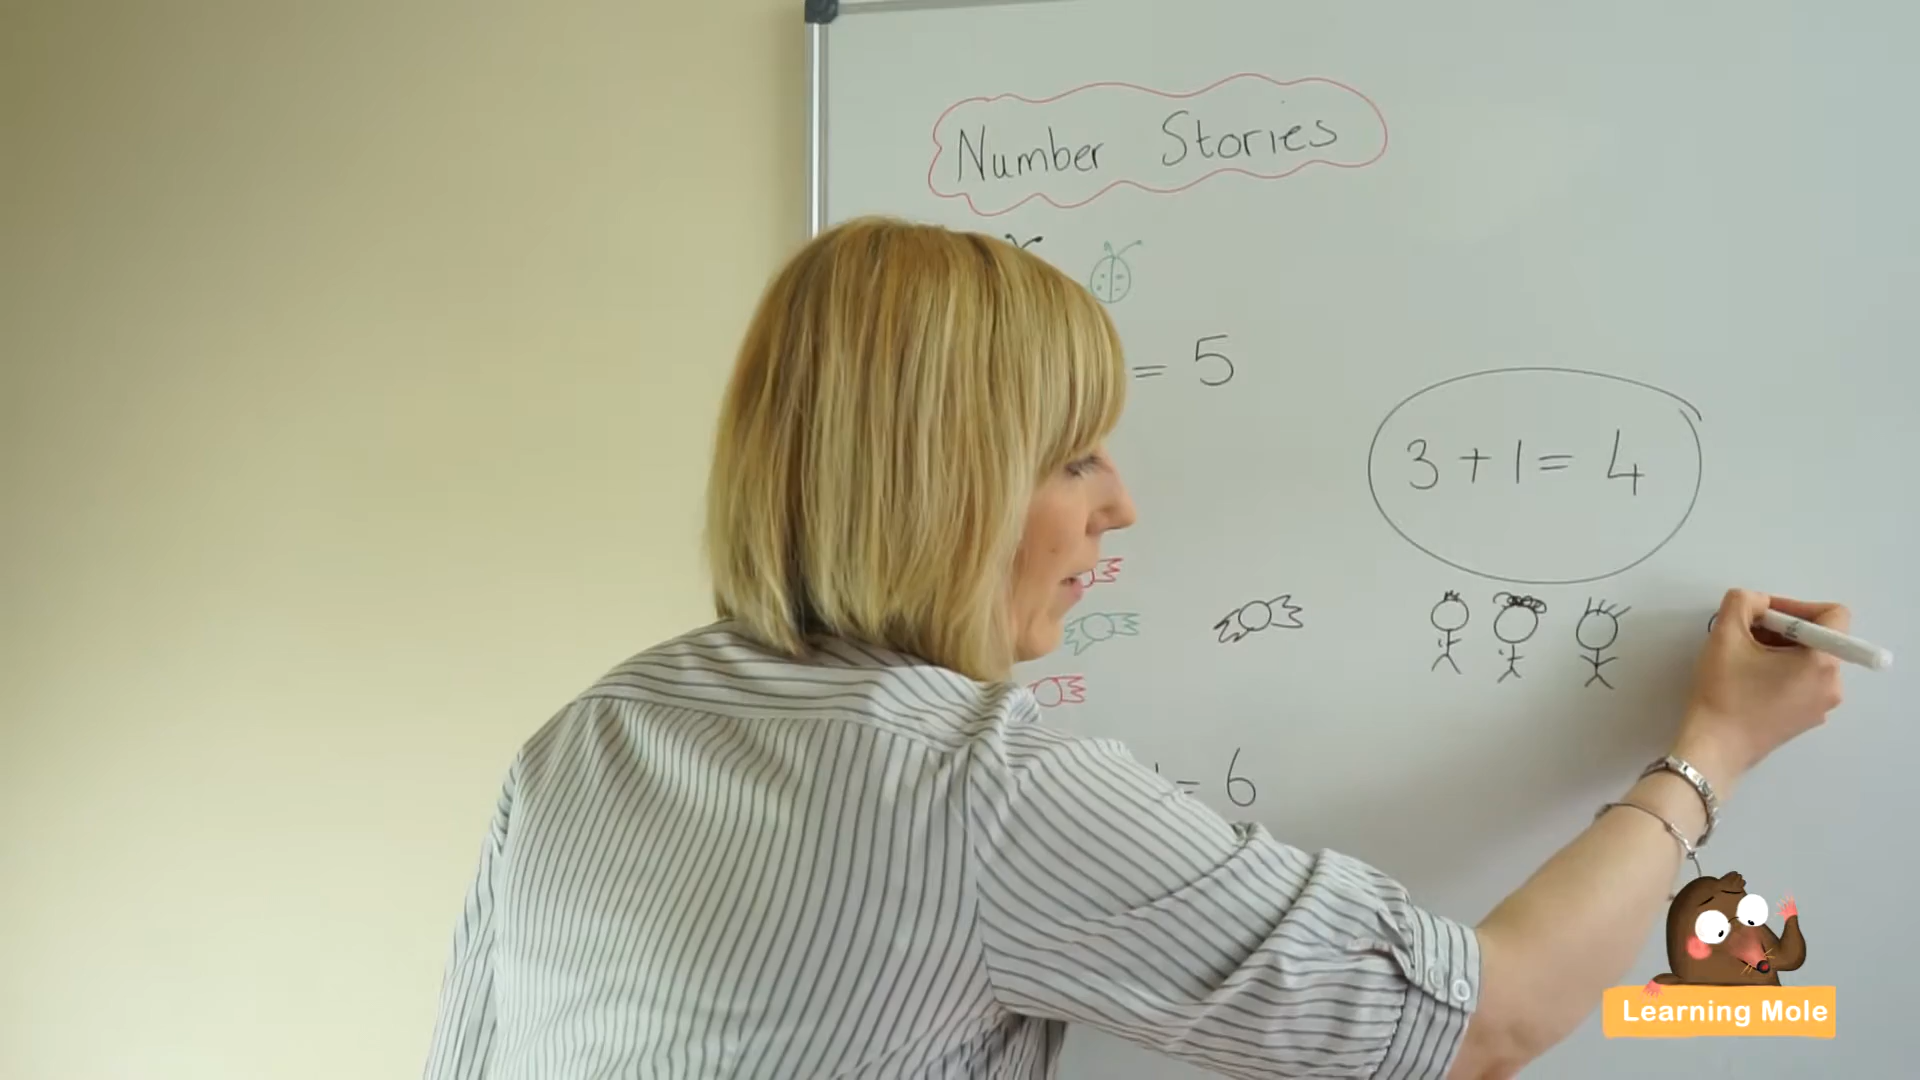 Number Stories
= 5
3 + 1 = 4
= 6
Learning Mole